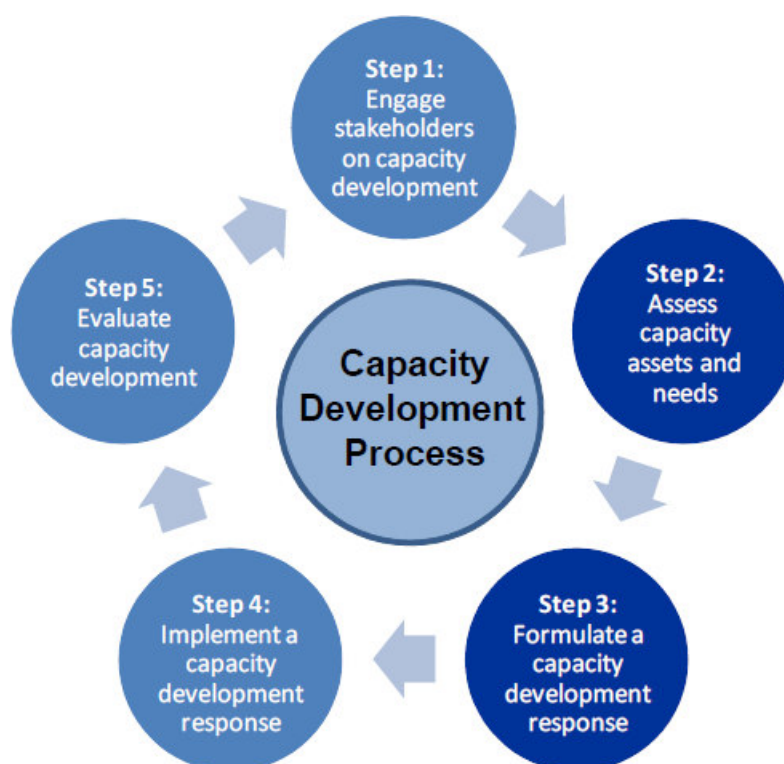 Step 1:
Engage
stakeholders
on capacity
development
Step 2:
Assess
capacity
assets and
needs
Step 3:
Formulate a
capacity
development
response
Step 4:
Implement a
capacity
development
response
Step 5:
Evaluate
capacity
development
Capacity
Development
Process